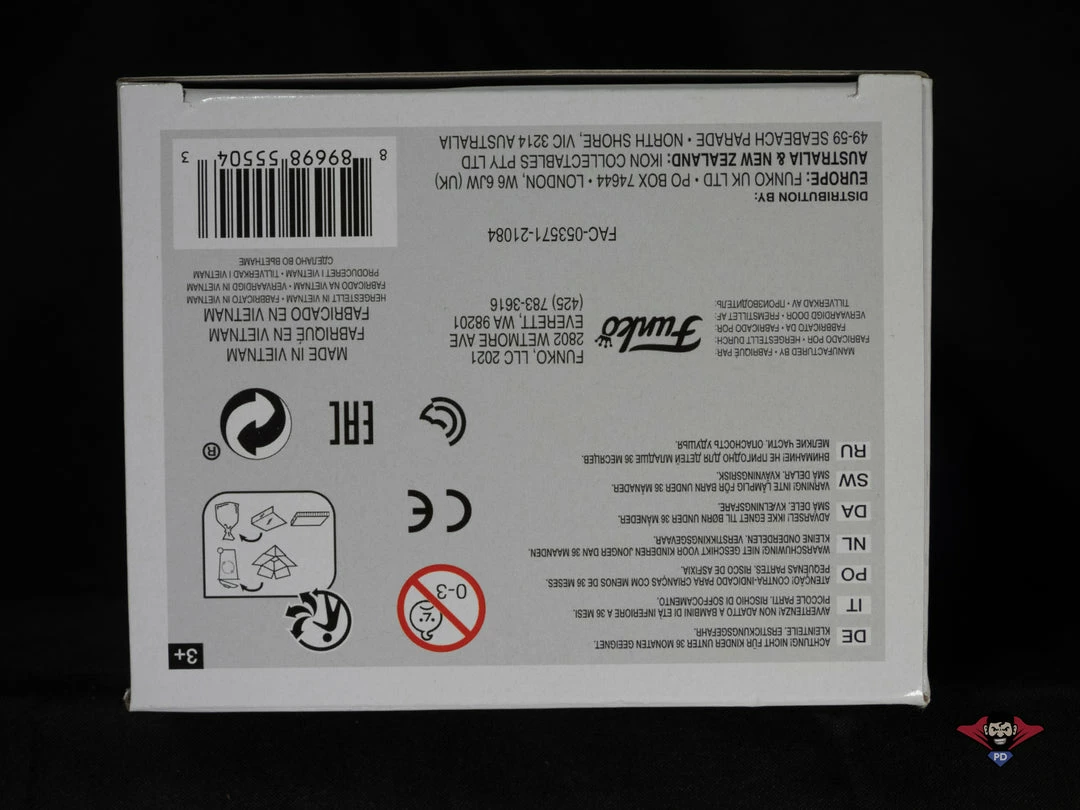 3+
DE
ACHTUNG! NICHT FÜR KINDER UNTER 36 MONATEN GEEIGNET.
KLEINTEILE. ERSTICKUNGSGEFAHR.
IT
AVVERTENZA! NON ADATTO A BAMBINI DI ETÀ INFERIORE A 36 MESI.
PICCOLE PARTI. RISCHIO DI SOFFOCAMENTO.
PO
ATENÇÃO! CONTRA-INDICADO PARA CRIANÇAS COM MENOS DE 36 MESES.
PEQUENAS PARTES. RISCO DE ASFIXIA.
NL
WAARSCHUWING! NIET GESCHIKT VOOR KINDEREN JONGER DAN 36 MAANDEN.
KLEINE ONDERDELEN. VERSTIKKINGSGEVAAR.
DA
ADVARSEL! IKKE EGNET TIL BØRN UNDER 36 MÅNEDER.
SMÅ DELE. KVELNINGSFARE.
SW
VARNING! INTE LÄMPLIG FÖR BARN UNDER 36 MÅNADER.
SMÅ DELAR. KVÄVNINGSRISK.
RU
ВНИМАНИЕ! НЕ ПРИГОДНО ДЛЯ ДЕТЕЙ МЛАДШЕ 36 МЕСЯЦЕВ.
МЕЛКИЕ ЧАСТИ. ОПАСНОСТЬ УДУШЬЯ.
0-3
CE
EAC
®
MANUFACTURED BY • FABRIQUÉ PAR:
FABRICADO POR • HERGESTELLT DURCH:
FABBRICATO DA • FABRICADO POR:
VERVAARDIGD DOOR • FREMSTILLET AF:
TILLVERKAD AV • ПРОИЗВОДИТЕЛЬ:
Funko
FUNKO, LLC 2021
2802 WETMORE AVE
EVERETT, WA 98201
(425) 783-3616
MADE IN VIETNAM
FABRIQUÉ EN VIETNAM
FABRICADO EN VIETNAM
HERGESTELLT IN VIETNAM • FABBRICATO IN VIETNAM
FABRICADO NA VIETNAM • VERVAARDIGD IN VIETNAM
PRODUCERET I VIETNAM • TILLVERKAD I VIETNAM
СДЕЛАНО ВО ВЬЕТНАМЕ
FAC-053571-21084
DISTRIBUTION BY:
EUROPE: FUNKO UK LTD • PO BOX 74644 • LONDON, W6 6JW (UK)
AUSTRALIA & NEW ZEALAND: IKON COLLECTABLES PTY LTD
49-59 SEABEACH PARADE • NORTH SHORE, VIC 3214 AUSTRALIA
8 89698 55504 3
PD